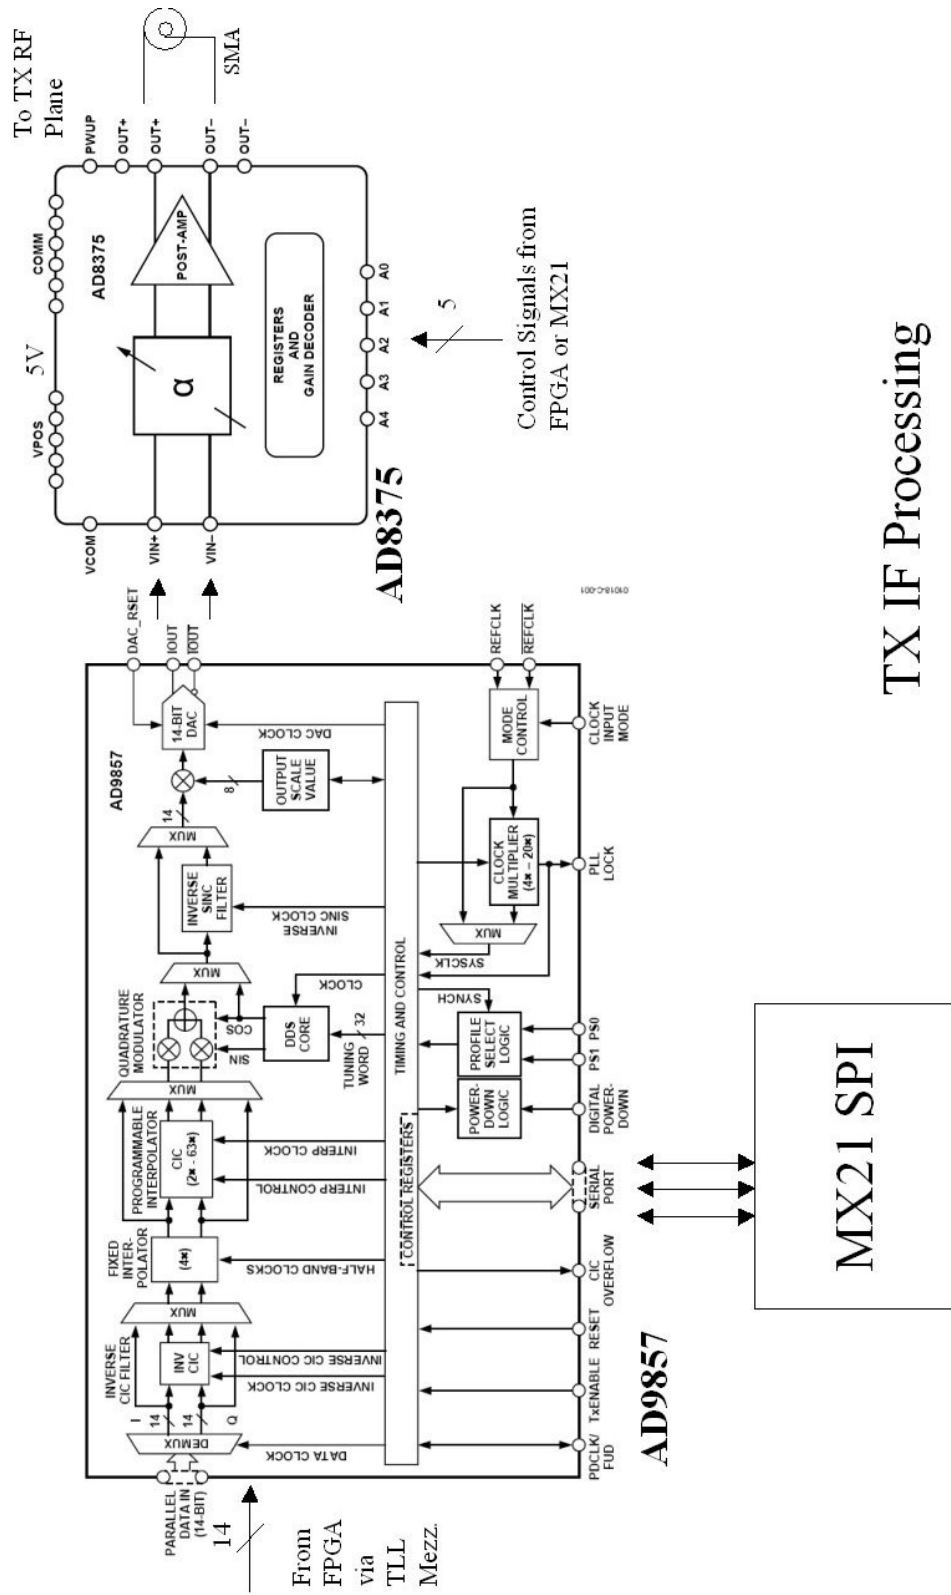 PARALLEL
DATA IN
(14-BIT)
14
From
FPGA
via
TLL
Mezz.
DEMUX
I
14
14
Q
INVERSE
CIC FILTER
INV
CIC
MUX
FIXED
INTER-
POLATOR
(4×)
PROGRAMMABLE
INTERPOLATOR
CIC
(2× - 63×)
MUX
QUADRATURE
MODULATOR
SIN
COS
DDS
CORE
MUX
INVERSE
SINC
FILTER
MUX
14
8
OUTPUT
SCALE
VALUE
AD9857
14-BIT
DAC
DAC_RSET
IOUT
IOUT
DATA CLOCK
INVERSE CIC CLOCK
INVERSE CIC CONTROL
HALF-BAND CLOCKS
INTERP CONTROL
INTERP CLOCK
TUNING
WORD
32
CLOCK
INVERSE
SINC CLOCK
DAC CLOCK
CONTROL REGISTERS
TIMING AND CONTROL
POWER-
DOWN
LOGIC
PROFILE
SELECT
LOGIC
SYNCH
SYSCLK
MUX
CLOCK
MULTIPLIER
(4× - 20×)
MODE
CONTROL
REFCLK
REFCLK
PDCLK/
FUD
TxENABLE
RESET
CIC
OVERFLOW
SERIAL
PORT
DIGITAL
POWER-
DOWN
PS1
PS0
PLL
LOCK
CLOCK
INPUT
MODE
01018-C-001
AD9857
MX21 SPI
VCOM
VIN+
VIN-
VPOS
5V
COMM
AD8375
α
POST-AMP
REGISTERS
AND
GAIN DECODER
PWUP
OUT+
OUT+
OUT-
OUT-
A4
A3
A2
A1
A0
To TX RF
Plane
SMA
AD8375
5
Control Signals from
FPGA or MX21
TX IF Processing